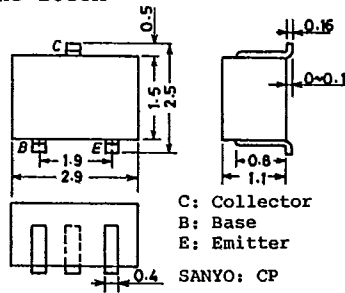 C
0.5
0.16
1.5
2.5
0~0.1
B
E
1.9
2.9
0.8
1.1
C: Collector
B: Base
E: Emitter
0.4
SANYO: CP